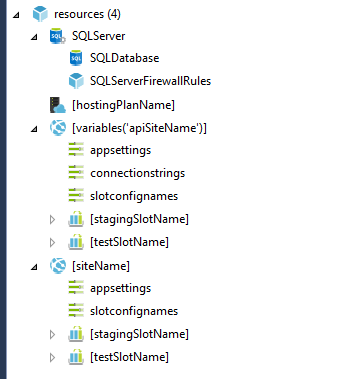 resources (4)
SQLServer
SQLDatabase
SQLServerFirewallRules
[hostingPlanName]
[variables('apiSiteName')]
appsettings
connectionstrings
slotconfignames
[stagingSlotName]
[testSlotName]
[siteName]
appsettings
slotconfignames
[stagingSlotName]
[testSlotName]